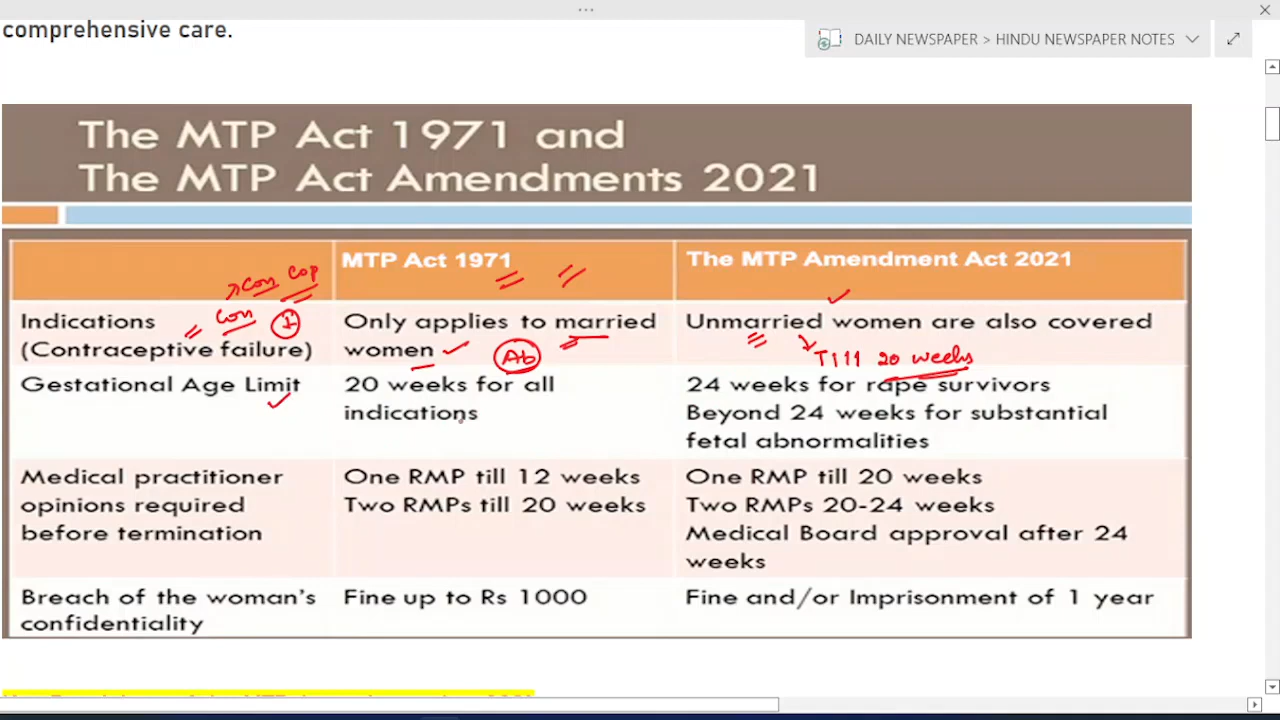 comprehensive care.
DAILY NEWSPAPER > HINDU NEWSPAPER NOTES
The MTP Act 1971 and
The MTP Act Amendments 2021
MTP Act 1971
The MTP Amendment Act 2021
Con Cop
Con
I
Indications
(Contraceptive failure)
Only applies to married
women
Ab
Unmarried women are also covered
Till 20 weeks
Gestational Age Limit
20 weeks for all
indications
24 weeks for rape survivors
Beyond 24 weeks for substantial
fetal abnormalities
Medical practitioner
opinions required
before termination
One RMP till 12 weeks
Two RMPs till 20 weeks
One RMP till 20 weeks
Two RMPs 20-24 weeks
Medical Board approval after 24
weeks
Breach of the woman's
confidentiality
Fine up to Rs 1000
Fine and/or Imprisonment of 1 year